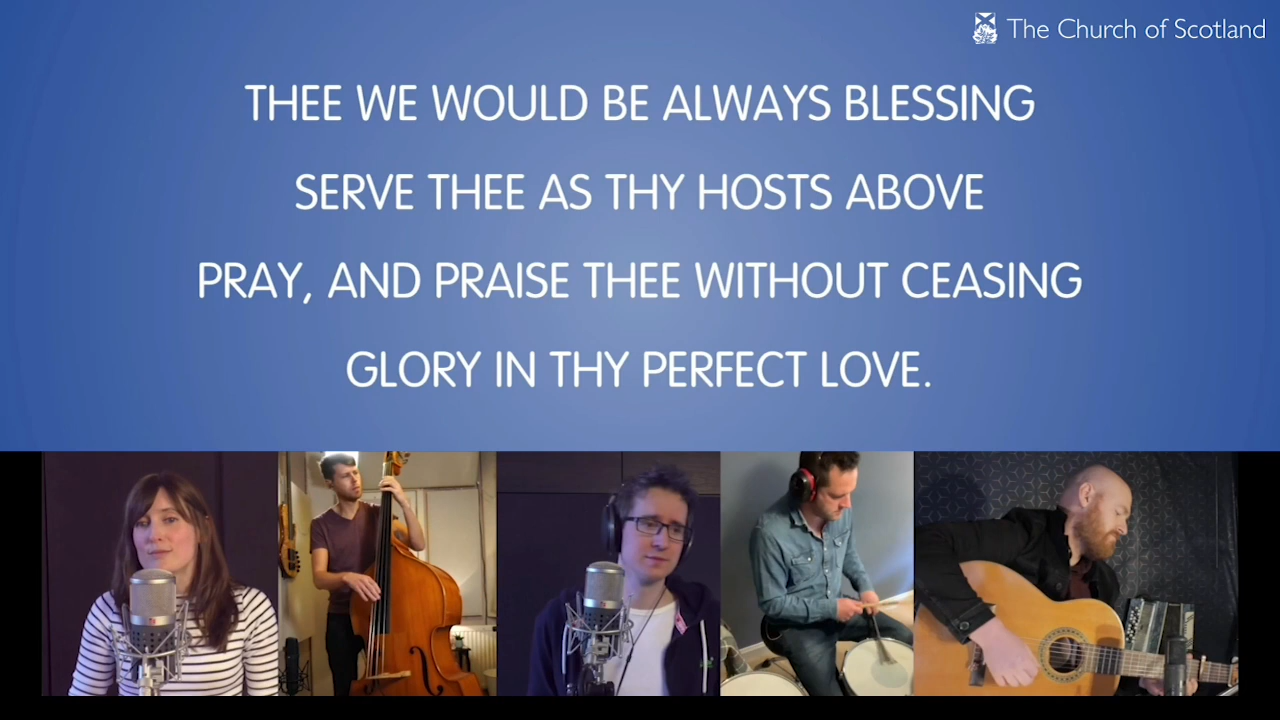 The Church of Scotland
THEE WE WOULD BE ALWAYS BLESSING
SERVE THEE AS THY HOSTS ABOVE
PRAY, AND PRAISE THEE WITHOUT CEASING
GLORY IN THY PERFECT LOVE.